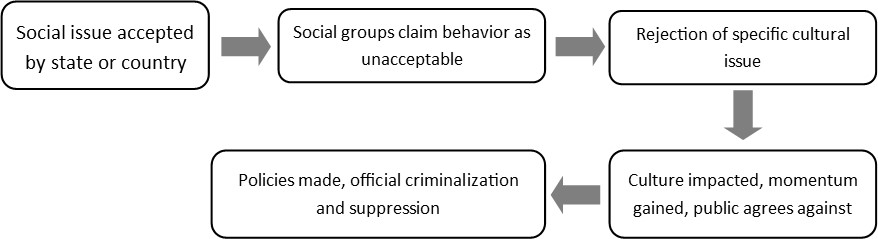 Social issue accepted
by state or country
Social groups claim behavior as
unacceptable
Rejection of specific cultural
issue
Culture impacted, momentum
gained, public agrees against
Policies made, official criminalization
and suppression